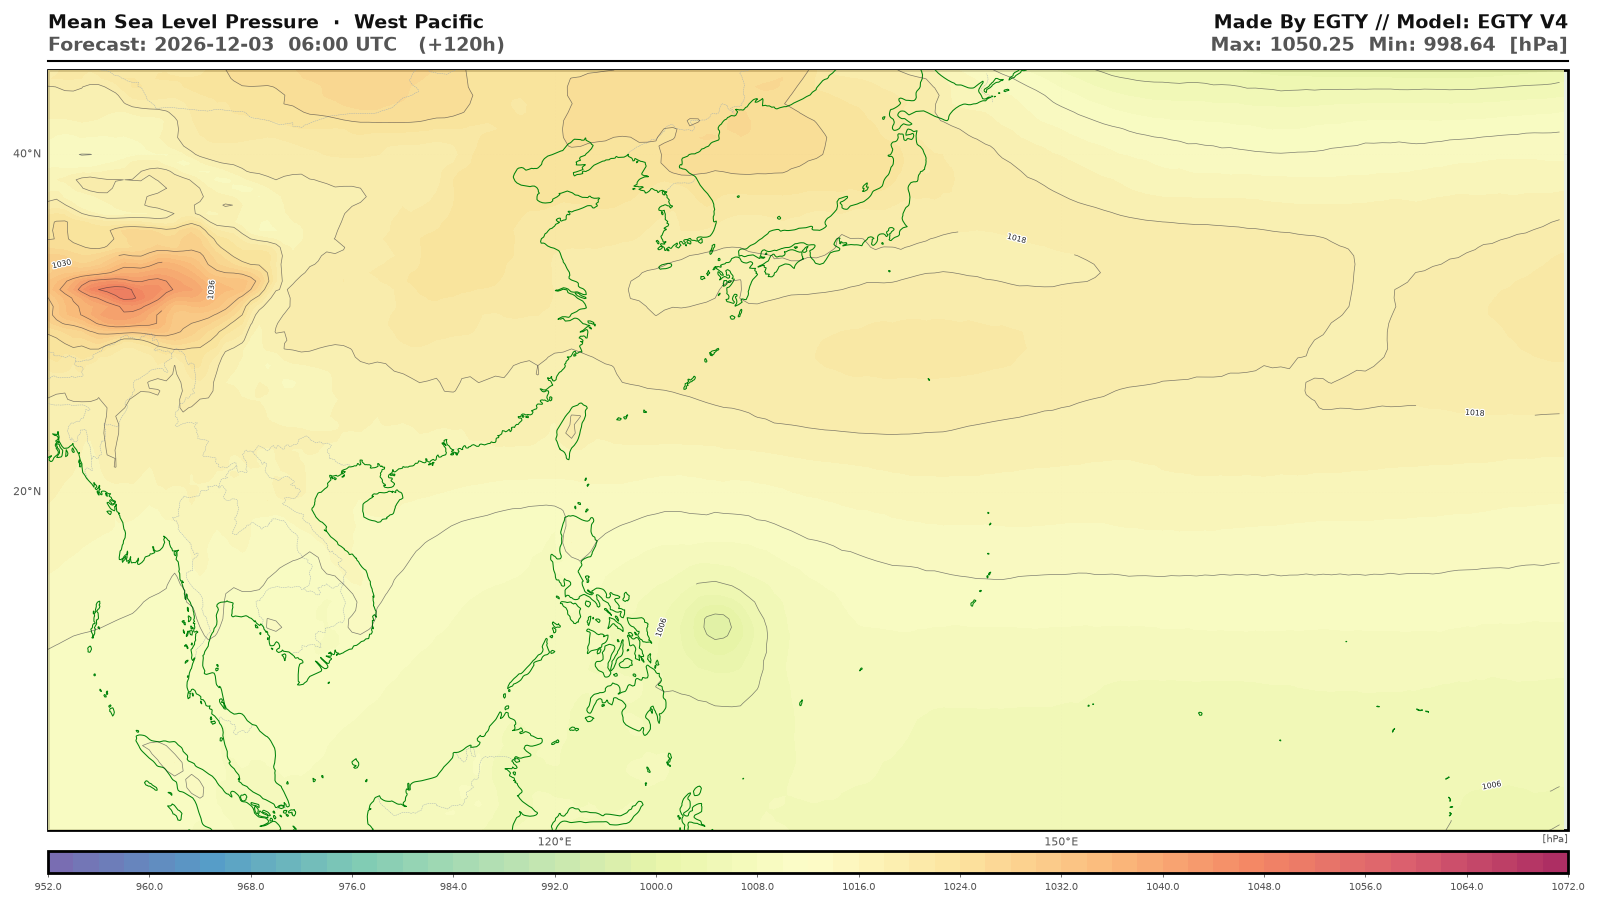 Mean Sea Level Pressure · West Pacific
Made By EGTY // Model: EGTY V4
Forecast: 2026-12-03 06:00 UTC (+120h)
Max: 1050.25 Min: 998.64 [hPa]
40°N
1018
1030
1036
1018
20°N
1006
1006
120°E
150°E
[hPa]
952.0 960.0 968.0 976.0 984.0 992.0 1000.0 1008.0 1016.0 1024.0 1032.0 1040.0 1048.0 1056.0 1064.0 1072.0